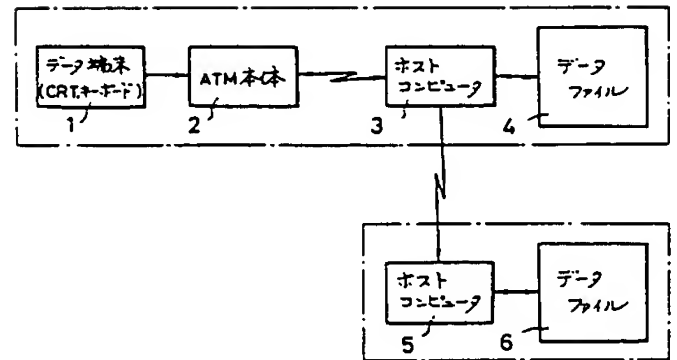 データ端末
(CRT,キーボード)
1
ATM本体
2
ホスト
コンピュータ
3
データ
ファイル
4
ホスト
コンピュータ
5
データ
ファイル
6